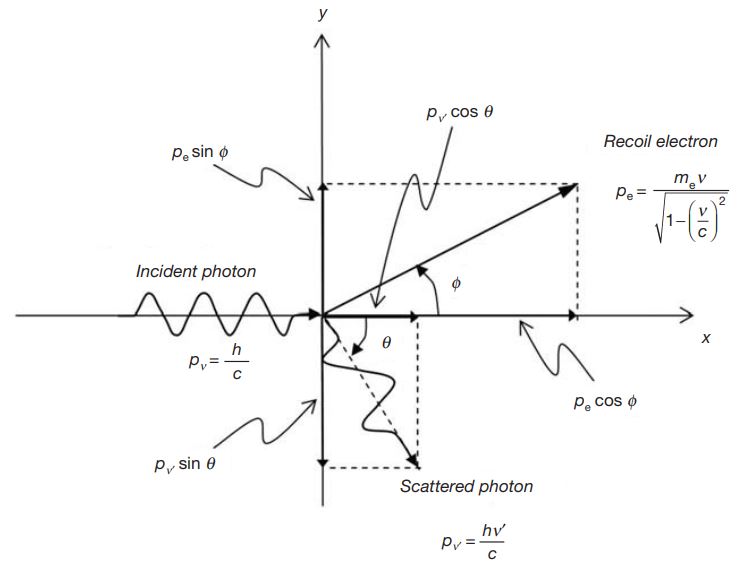 y
p_ν′ cos θ
p_e sin ϕ
Recoil electron
p_e = m_e v / √(1−(v/c)²)
Incident photon
ϕ
x
θ
p_ν = h/c
p_e cos ϕ
p_ν′ sin θ
Scattered photon
p_ν′ = hν′/c